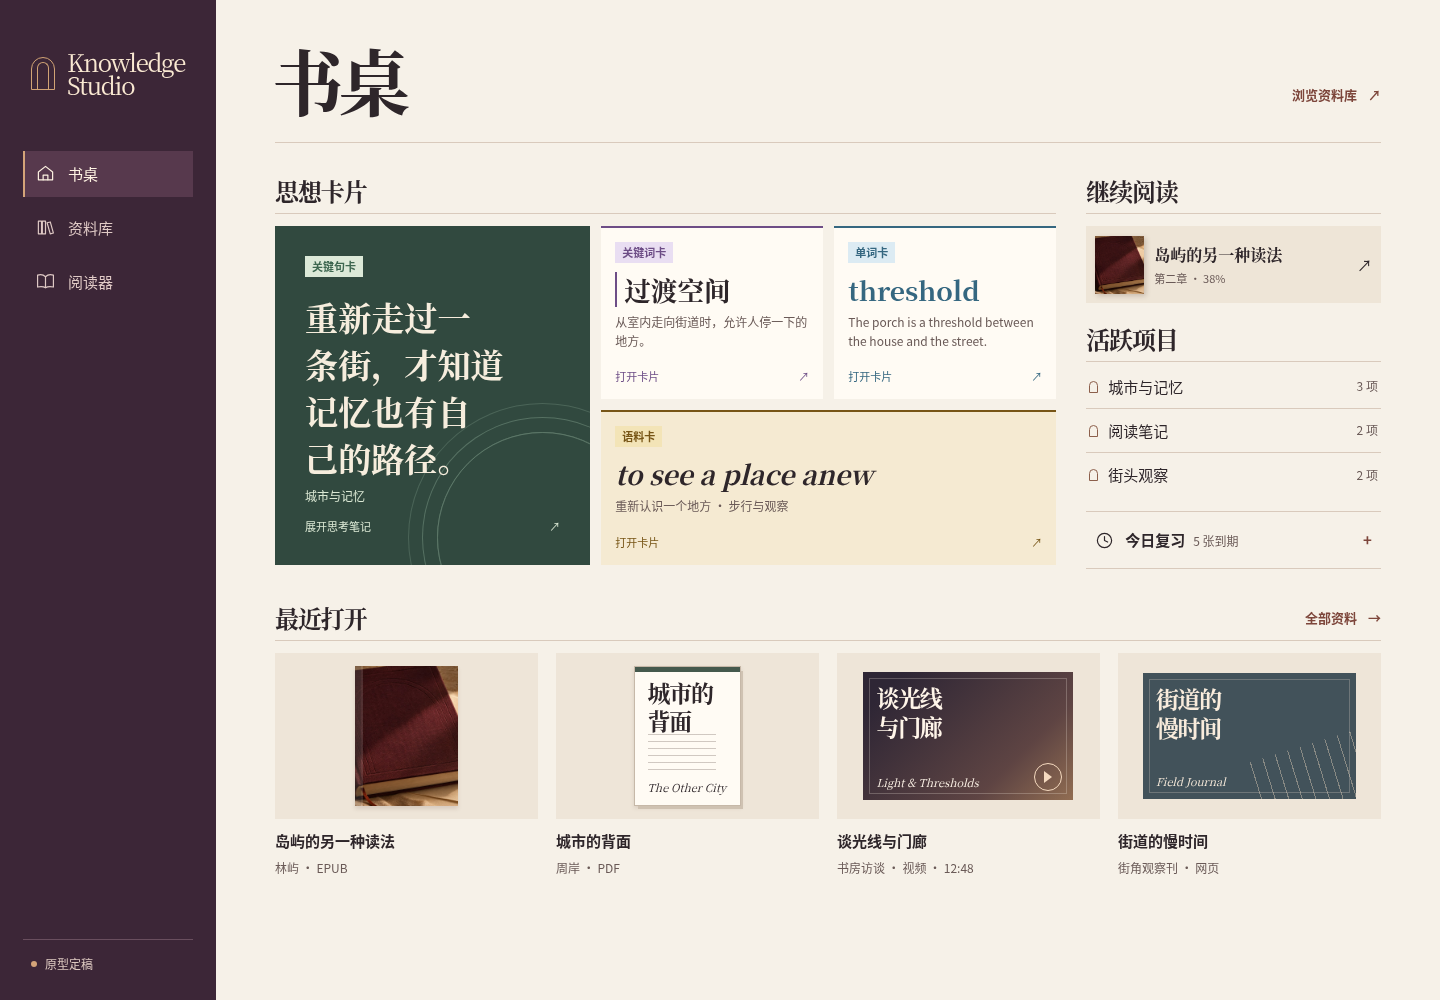 Knowledge
Studio
书桌
资料库
阅读器
原型定稿
书桌
浏览资料库 ↗
思想卡片
关键句卡
重新走过一
条街，才知道
记忆也有自
己的路径。
城市与记忆
展开思考笔记 ↗
关键词卡
过渡空间
从室内走向街道时，允许人停一下的
地方。
打开卡片 ↗
单词卡
threshold
The porch is a threshold between
the house and the street.
打开卡片 ↗
语料卡
to see a place anew
重新认识一个地方 · 步行与观察
打开卡片 ↗
继续阅读
岛屿的另一种读法
第二章 · 38%
↗
活跃项目
城市与记忆 3 项
阅读笔记 2 项
街头观察 2 项
今日复习 5 张到期 +
最近打开
全部资料 →
城市的
背面
The Other City
谈光线
与门廊
Light & Thresholds
街道的
慢时间
Field Journal
岛屿的另一种读法
林屿 · EPUB
城市的背面
周岸 · PDF
谈光线与门廊
书房访谈 · 视频 · 12:48
街道的慢时间
街角观察刊 · 网页